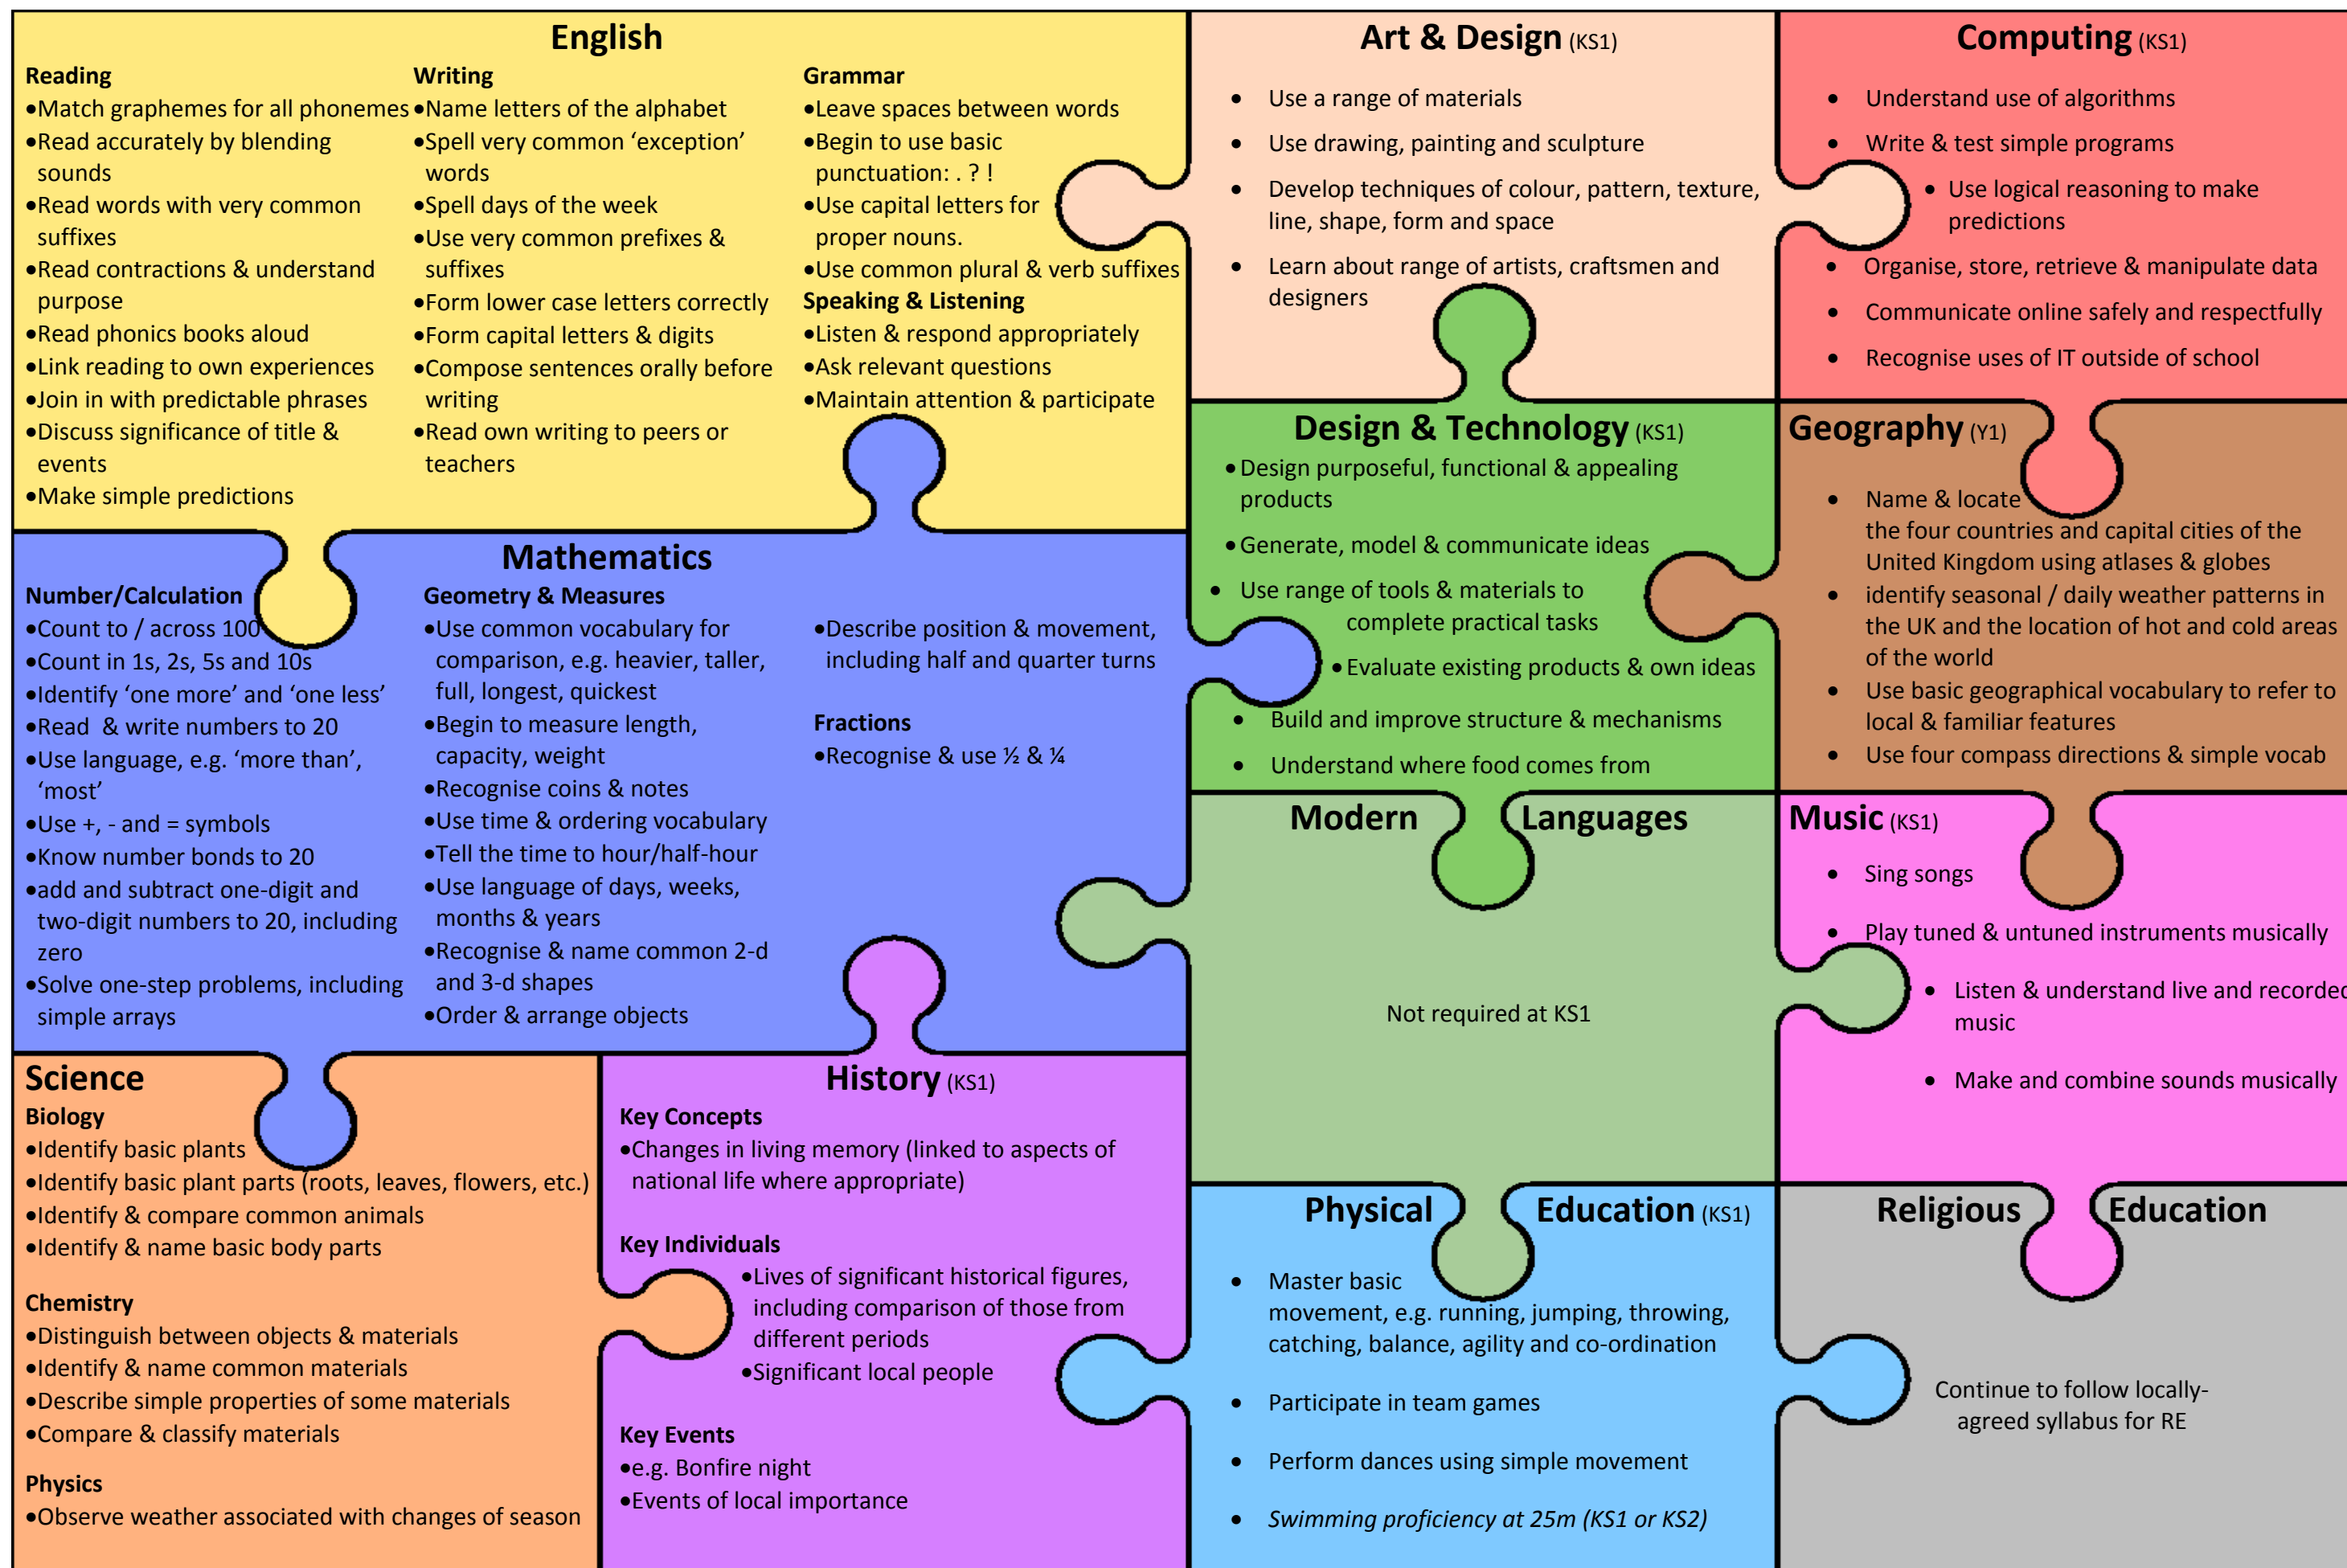 English
Reading
•Match graphemes for all phonemes
•Read accurately by blending
sounds
•Read words with very common
suffixes
•Read contractions & understand
purpose
•Read phonics books aloud
•Link reading to own experiences
•Join in with predictable phrases
•Discuss significance of title &
events
•Make simple predictions
Writing
•Name letters of the alphabet
•Spell very common ‘exception’
words
•Spell days of the week
•Use very common prefixes &
suffixes
•Form lower case letters correctly
•Form capital letters & digits
•Compose sentences orally before
writing
•Read own writing to peers or
teachers
Grammar
•Leave spaces between words
•Begin to use basic
punctuation: . ? !
•Use capital letters for
proper nouns.
•Use common plural & verb suffixes
Speaking & Listening
•Listen & respond appropriately
•Ask relevant questions
•Maintain attention & participate
Art & Design (KS1)
• Use a range of materials
• Use drawing, painting and sculpture
• Develop techniques of colour, pattern, texture,
line, shape, form and space
• Learn about range of artists, craftsmen and
designers
Computing (KS1)
• Understand use of algorithms
• Write & test simple programs
• Use logical reasoning to make
predictions
• Organise, store, retrieve & manipulate data
• Communicate online safely and respectfully
• Recognise uses of IT outside of school
Mathematics
Number/Calculation
•Count to / across 100
•Count in 1s, 2s, 5s and 10s
•Identify ‘one more’ and ‘one less’
•Read & write numbers to 20
•Use language, e.g. ‘more than’,
‘most’
•Use +, - and = symbols
•Know number bonds to 20
•add and subtract one-digit and
two-digit numbers to 20, including
zero
•Solve one-step problems, including
simple arrays
Geometry & Measures
•Use common vocabulary for
comparison, e.g. heavier, taller,
full, longest, quickest
•Begin to measure length,
capacity, weight
•Recognise coins & notes
•Use time & ordering vocabulary
•Tell the time to hour/half-hour
•Use language of days, weeks,
months & years
•Recognise & name common 2-d
and 3-d shapes
•Order & arrange objects
•Describe position & movement,
including half and quarter turns
Fractions
•Recognise & use ½ & ¼
Design & Technology (KS1)
• Design purposeful, functional & appealing
products
• Generate, model & communicate ideas
• Use range of tools & materials to
complete practical tasks
• Evaluate existing products & own ideas
• Build and improve structure & mechanisms
• Understand where food comes from
Geography (Y1)
• Name & locate
the four countries and capital cities of the
United Kingdom using atlases & globes
• identify seasonal / daily weather patterns in
the UK and the location of hot and cold areas
of the world
• Use basic geographical vocabulary to refer to
local & familiar features
• Use four compass directions & simple vocab
Modern Languages
Not required at KS1
Music (KS1)
• Sing songs
• Play tuned & untuned instruments musically
• Listen & understand live and recorded
music
• Make and combine sounds musically
Science
Biology
•Identify basic plants
•Identify basic plant parts (roots, leaves, flowers, etc.)
•Identify & compare common animals
•Identify & name basic body parts
Chemistry
•Distinguish between objects & materials
•Identify & name common materials
•Describe simple properties of some materials
•Compare & classify materials
Physics
•Observe weather associated with changes of season
History (KS1)
Key Concepts
•Changes in living memory (linked to aspects of
national life where appropriate)
Key Individuals
•Lives of significant historical figures,
including comparison of those from
different periods
•Significant local people
Key Events
•e.g. Bonfire night
•Events of local importance
Physical Education (KS1)
• Master basic
movement, e.g. running, jumping, throwing,
catching, balance, agility and co-ordination
• Participate in team games
• Perform dances using simple movement
• Swimming proficiency at 25m (KS1 or KS2)
Religious Education
Continue to follow locally-
agreed syllabus for RE